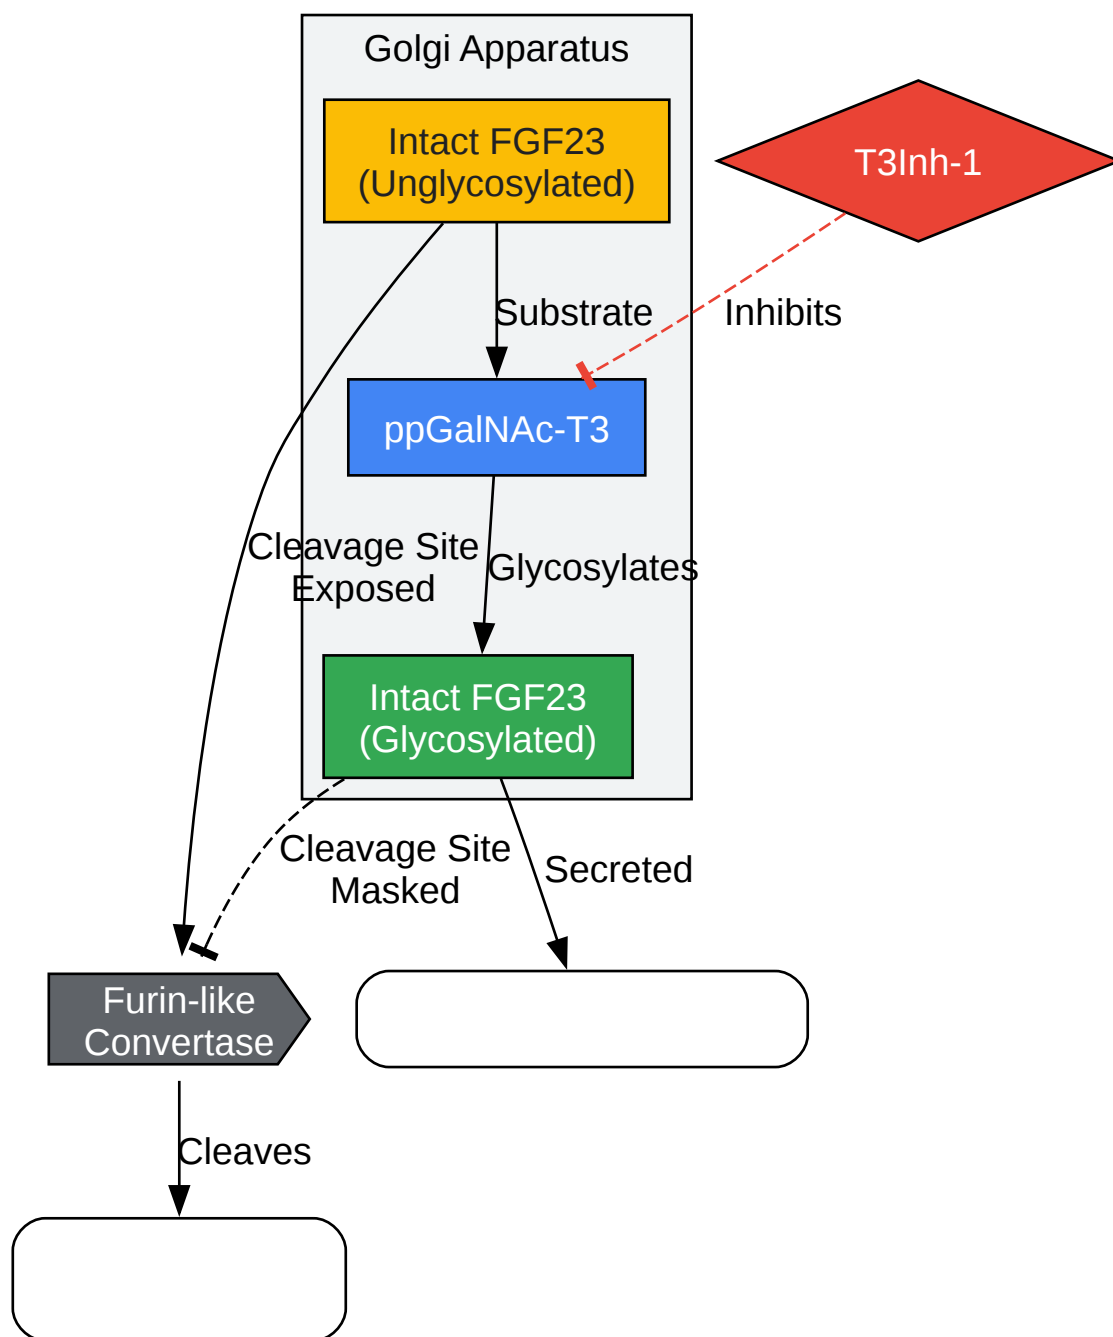 Golgi Apparatus
Intact FGF23
(Unglycosylated)
T3Inh-1
Substrate
Inhibits
ppGalNAc-T3
Cleavage Site
Exposed
Glycosylates
Intact FGF23
(Glycosylated)
Cleavage Site
Masked
Secreted
Furin-like
Convertase
Cleaves